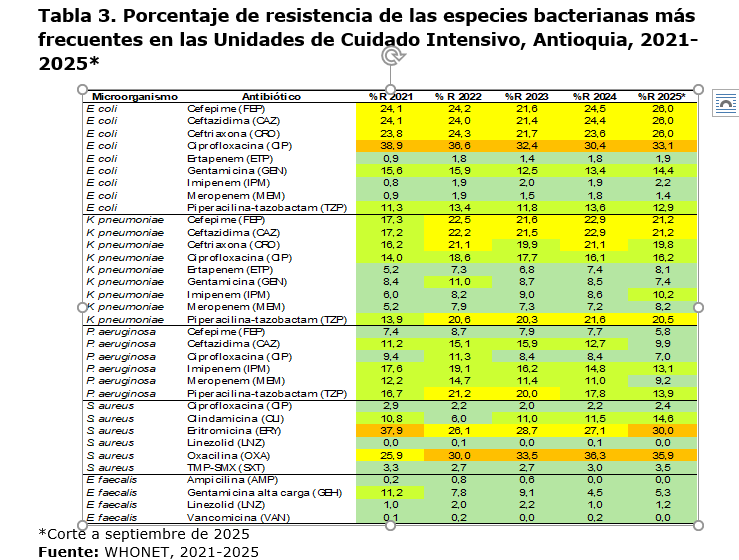 Tabla 3. Porcentaje de resistencia de las especies bacterianas más
frecuentes en las Unidades de Cuidado Intensivo, Antioquia, 2021-
2025*
Microorganismo Antibiótico %R 2021 % R 2022 %R 2023 %R 2024 %R 2025*
E coli Cefepime (FEP) 24,1 24,2 21,6 24,5 26,0
E coli Ceftazidima (CAZ) 24,1 24,0 21,4 24,4 26,0
E coli Ceftriaxona (CRO) 23,8 24,3 21,7 23,6 26,0
E coli Ciprofloxacina (CIP) 38,9 36,6 32,4 30,4 33,1
E coli Ertapenem (ETP) 0,9 1,8 1,4 1,8 1,9
E coli Gentamicina (GEN) 15,6 15,9 12,5 13,4 14,4
E coli Imipenem (IPM) 0,8 1,9 2,0 1,9 2,2
E coli Meropenem (MEM) 0,9 1,9 1,5 1,8 1,4
E coli Piperacilina-tazobactam (TZP) 11,3 13,4 11,8 13,6 12,9
K pneumoniae Cefepime (FEP) 17,3 22,5 21,6 22,9 21,2
K pneumoniae Ceftazidima (CAZ) 17,2 22,2 21,5 22,9 21,2
K pneumoniae Ceftriaxona (CRO) 16,2 21,1 19,9 21,1 19,8
K pneumoniae Ciprofloxacina (CIP) 14,0 18,6 17,7 16,1 16,2
K pneumoniae Ertapenem (ETP) 5,2 7,3 6,8 7,4 8,1
K pneumoniae Gentamicina (GEN) 8,4 11,0 8,7 8,5 7,4
K pneumoniae Imipenem (IPM) 6,0 8,2 9,0 8,6 10,2
K pneumoniae Meropenem (MEM) 5,2 7,9 7,3 7,2 8,2
K pneumoniae Piperacilina-tazobactam (TZP) 13,9 20,6 20,3 21,6 20,5
P. aeruginosa Cefepime (FEP) 7,4 8,7 7,9 7,7 5,8
P. aeruginosa Ceftazidima (CAZ) 11,2 15,1 15,9 12,7 9,9
P. aeruginosa Ciprofloxacina (CIP) 9,4 11,3 8,4 8,4 7,0
P. aeruginosa Imipenem (IPM) 17,6 19,1 16,2 14,8 13,1
P. aeruginosa Meropenem (MEM) 12,2 14,7 11,4 11,0 9,2
P. aeruginosa Piperacilina-tazobactam (TZP) 16,7 21,2 20,0 17,8 13,9
S aureus Ciprofloxacina (CIP) 2,9 2,2 2,0 2,2 2,4
S aureus Clindamicina (CLI) 10,8 6,0 11,0 11,5 14,6
S aureus Eritromicina (ERY) 37,9 26,1 28,7 27,1 30,0
S aureus Linezolid (LNZ) 0,0 0,1 0,0 0,1 0,0
S aureus Oxacilina (OXA) 25,9 30,0 33,5 36,3 35,9
S aureus TMP-SMX (SXT) 3,3 2,7 2,7 3,0 3,5
E faecalis Ampicilina (AMP) 0,2 0,8 0,6 0,0 0,0
E faecalis Gentamicina alta carga (GEH) 11,2 7,8 9,1 4,5 5,3
E faecalis Linezolid (LNZ) 1,0 2,0 2,2 1,0 1,2
E faecalis Vancomicina (VAN) 0,1 0,2 0,0 0,2 0,0
*Corte a septiembre de 2025
Fuente: WHONET, 2021-2025